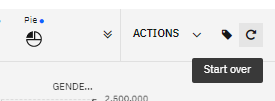 Pie
ACTIONS
Start over
GENDE...
2,500,000